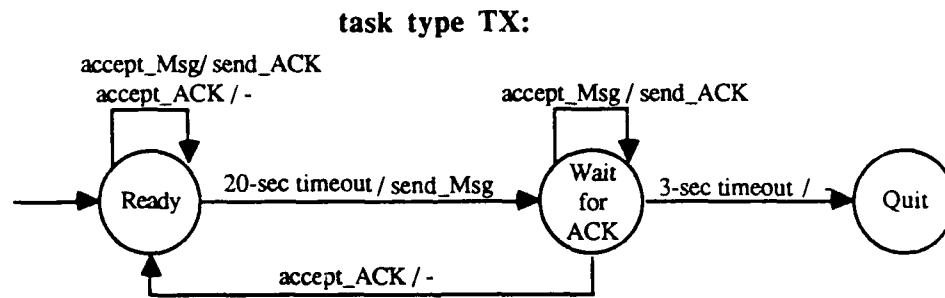 task type TX:
accept_Msg/ send_ACK
accept_ACK / -
accept_Msg / send_ACK
Ready
20-sec timeout / send_Msg
Wait
for
ACK
3-sec timeout /
Quit
accept_ACK / -